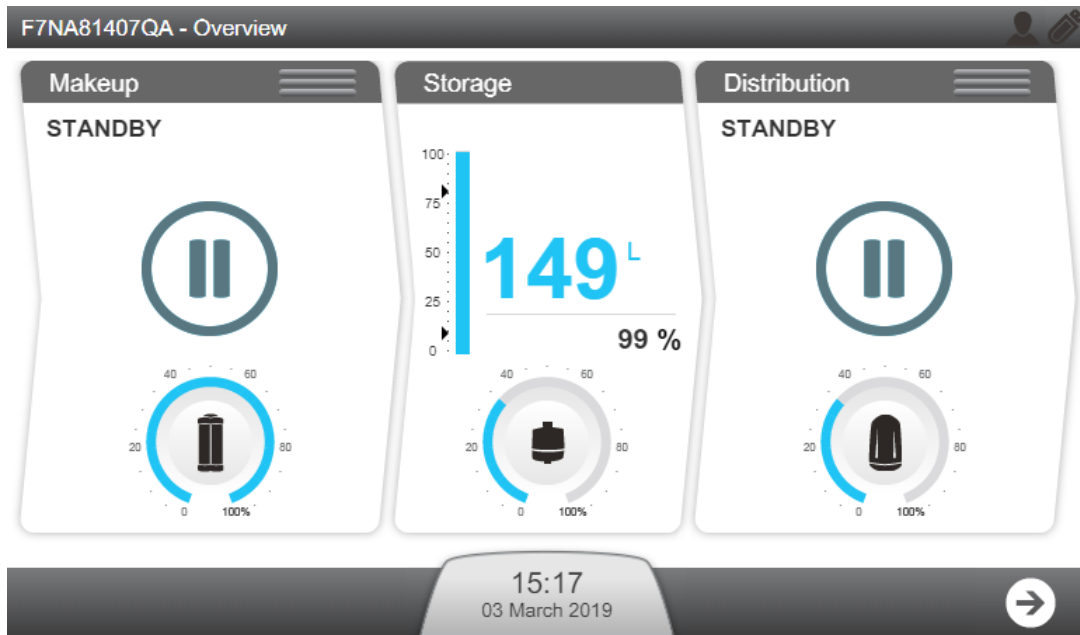 F7NA81407QA - Overview
Makeup
STANDBY
40 60
20 80
0 100%
Storage
100
75
50
25
0
149 L
99 %
40 60
20 80
0 100%
Distribution
STANDBY
40 60
20 80
0 100%
15:17
03 March 2019